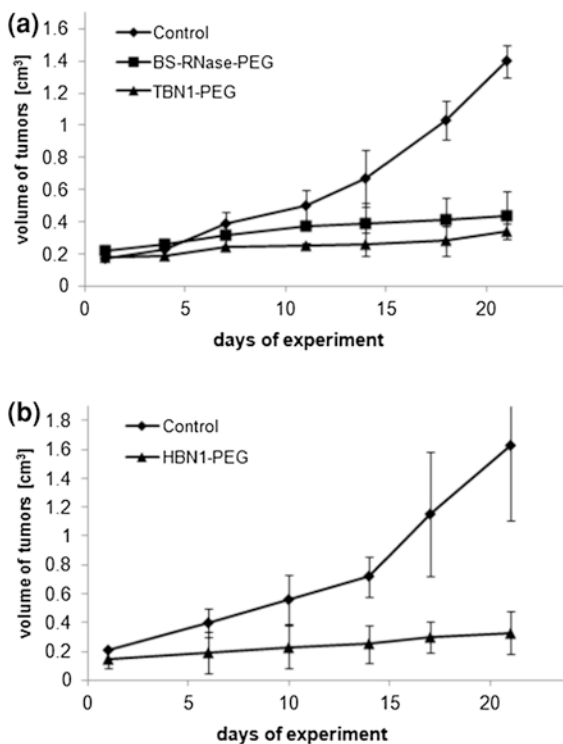 (a)
1.6
1.4
1.2
1
0.8
0.6
0.4
0.2
0
volume of tumors [cm³]
Control
BS-RNase-PEG
TBN1-PEG
0 5 10 15 20
days of experiment
(b)
1.8
1.6
1.4
1.2
1
0.8
0.6
0.4
0.2
0
volume of tumors [cm³]
Control
HBN1-PEG
0 5 10 15 20
days of experiment